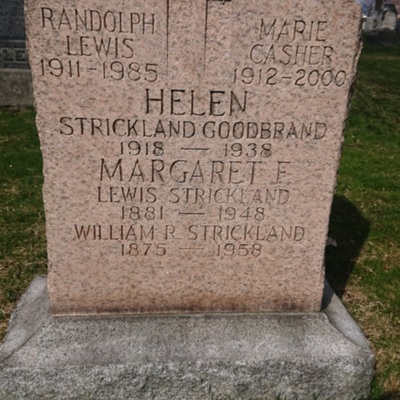 RANDOLPH
LEWIS
1911-1985
MARIE
CASHER
1912-2000
HELEN
STRICKLAND GOODBRAND
1918 — 1938
MARGARET F.
LEWIS STRICKLAND
1881 — 1948
WILLIAM R. STRICKLAND
1875 — 1958